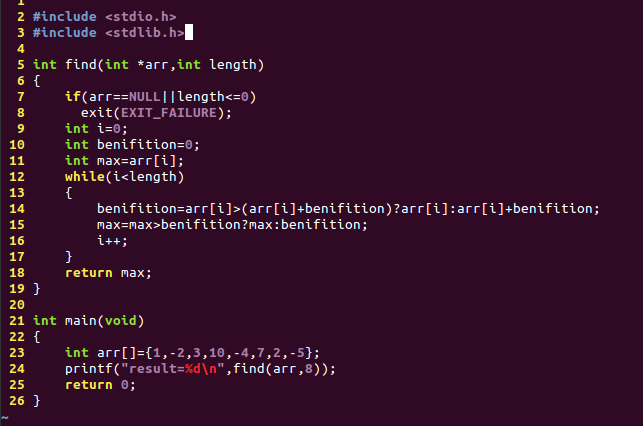 1
2 #include <stdio.h>
3 #include <stdlib.h>
4
5 int find(int *arr,int length)
6 {
7     if(arr==NULL||length<=0)
8       exit(EXIT_FAILURE);
9     int i=0;
10     int benifition=0;
11     int max=arr[i];
12     while(i<length)
13     {
14         benifition=arr[i]>(arr[i]+benifition)?arr[i]:arr[i]+benifition;
15         max=max>benifition?max:benifition;
16         i++;
17     }
18     return max;
19 }
20
21 int main(void)
22 {
23     int arr[]={1,-2,3,10,-4,7,2,-5};
24     printf("result=%d\n",find(arr,8));
25     return 0;
26 }
~